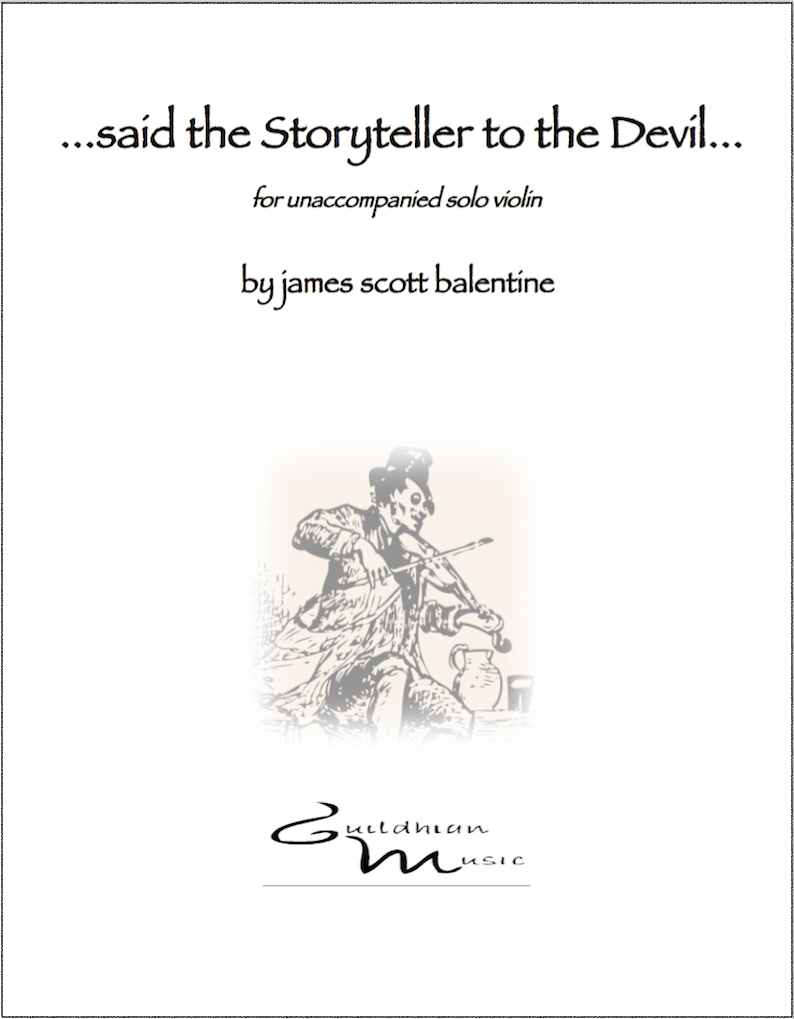 ...said the Storyteller to the Devil...
for unaccompanied solo violin
by james scott balentine
Guildhian
Music